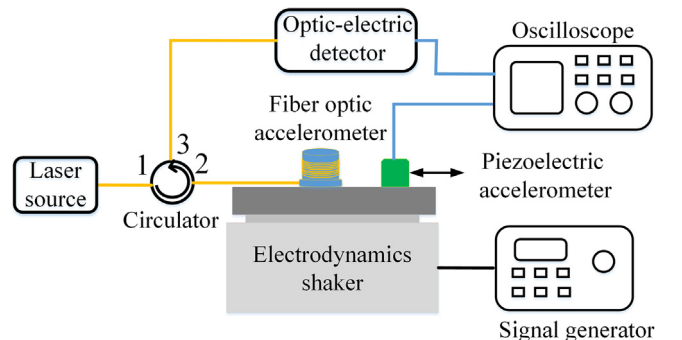 Optic-electric
detector
Oscilloscope
Fiber optic
accelerometer
3
1
2
Laser
source
Circulator
Piezoelectric
accelerometer
Electrodynamics
shaker
Signal generator